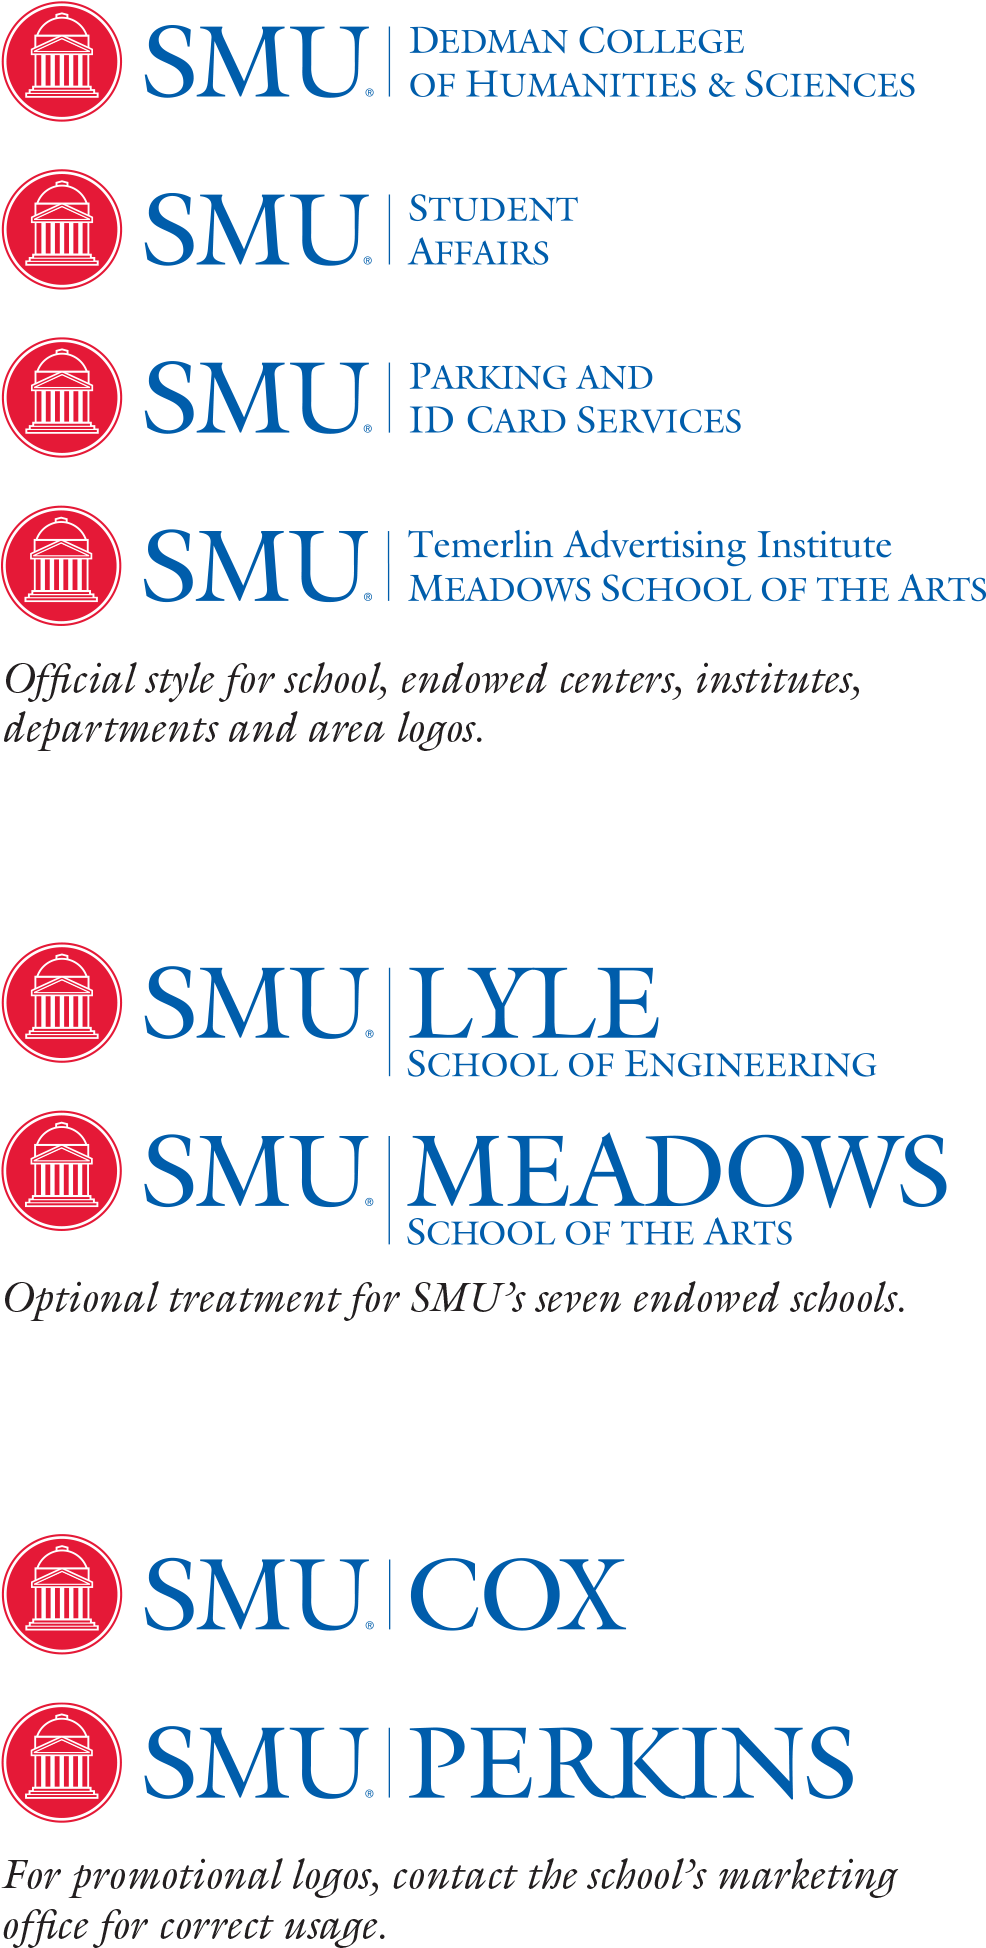 SMU® DEDMAN COLLEGE
OF HUMANITIES & SCIENCES
SMU® STUDENT
AFFAIRS
SMU® PARKING AND
ID CARD SERVICES
SMU® Temerlin Advertising Institute
MEADOWS SCHOOL OF THE ARTS
Official style for school, endowed centers, institutes,
departments and area logos.
SMU® LYLE
SCHOOL OF ENGINEERING
SMU® MEADOWS
SCHOOL OF THE ARTS
Optional treatment for SMU’s seven endowed schools.
SMU® COX
SMU® PERKINS
For promotional logos, contact the school’s marketing
office for correct usage.